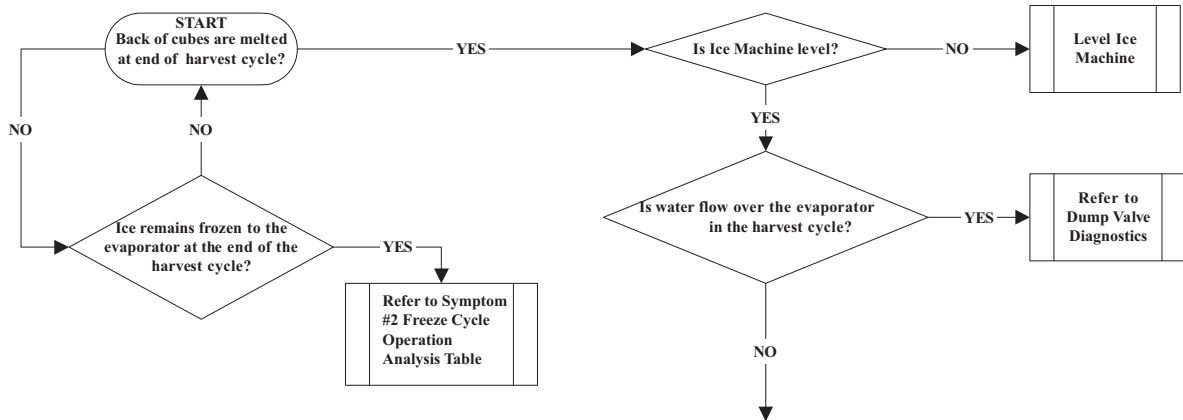 START
Back of cubes are melted
at end of harvest cycle?
YES
Is Ice Machine level?
NO
Level Ice
Machine
NO
NO
YES
Ice remains frozen to the
evaporator at the end of the
harvest cycle?
YES
Refer to Symptom
#2 Freeze Cycle
Operation
Analysis Table
Is water flow over the evaporator
in the harvest cycle?
YES
Refer to
Dump Valve
Diagnostics
NO